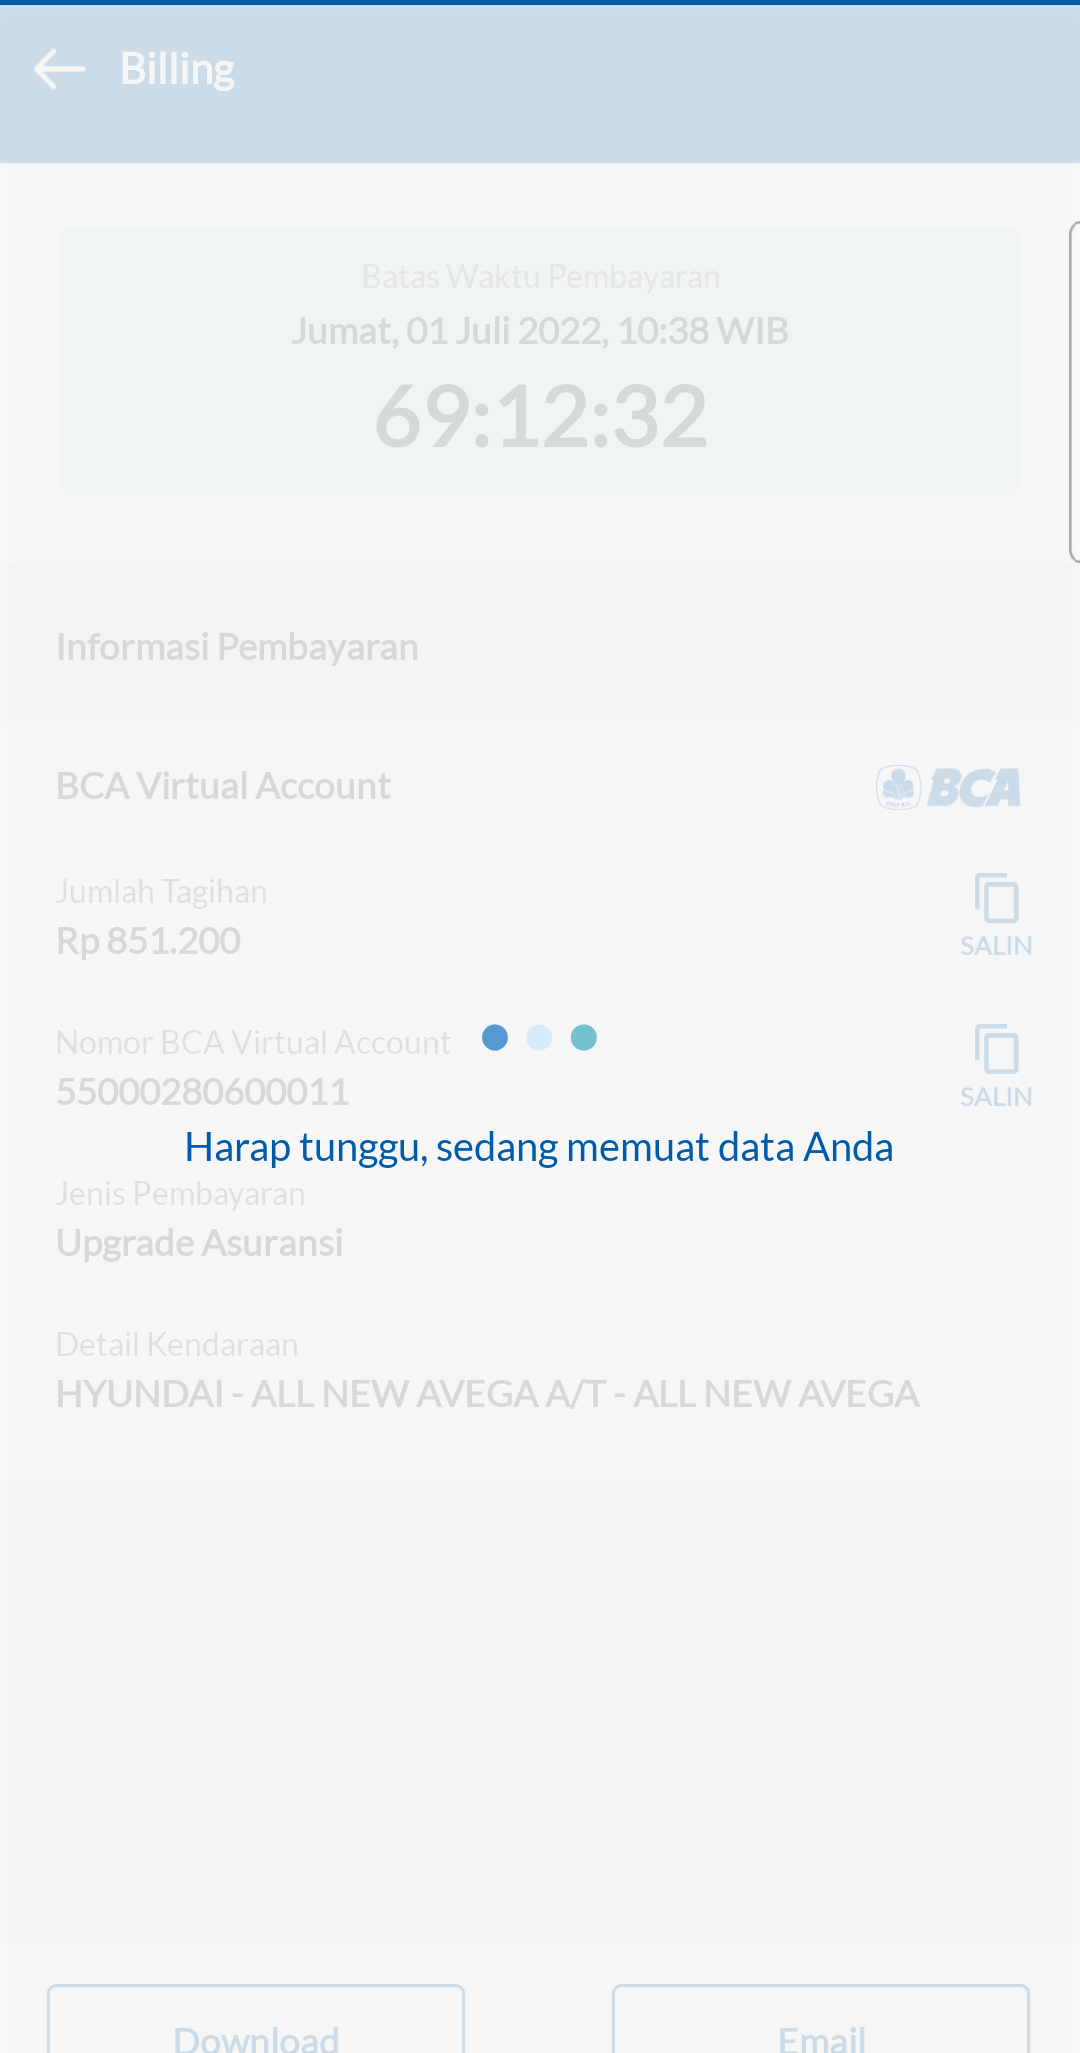 Billing
Batas Waktu Pembayaran
Jumat, 01 Juli 2022, 10:38 WIB
69:12:32
Informasi Pembayaran
BCA Virtual Account
BCA
Jumlah Tagihan
Rp 851.200
SALIN
Nomor BCA Virtual Account
55000280600011
SALIN
Harap tunggu, sedang memuat data Anda
Jenis Pembayaran
Upgrade Asuransi
Detail Kendaraan
HYUNDAI - ALL NEW AVEGA A/T - ALL NEW AVEGA
Download
Email